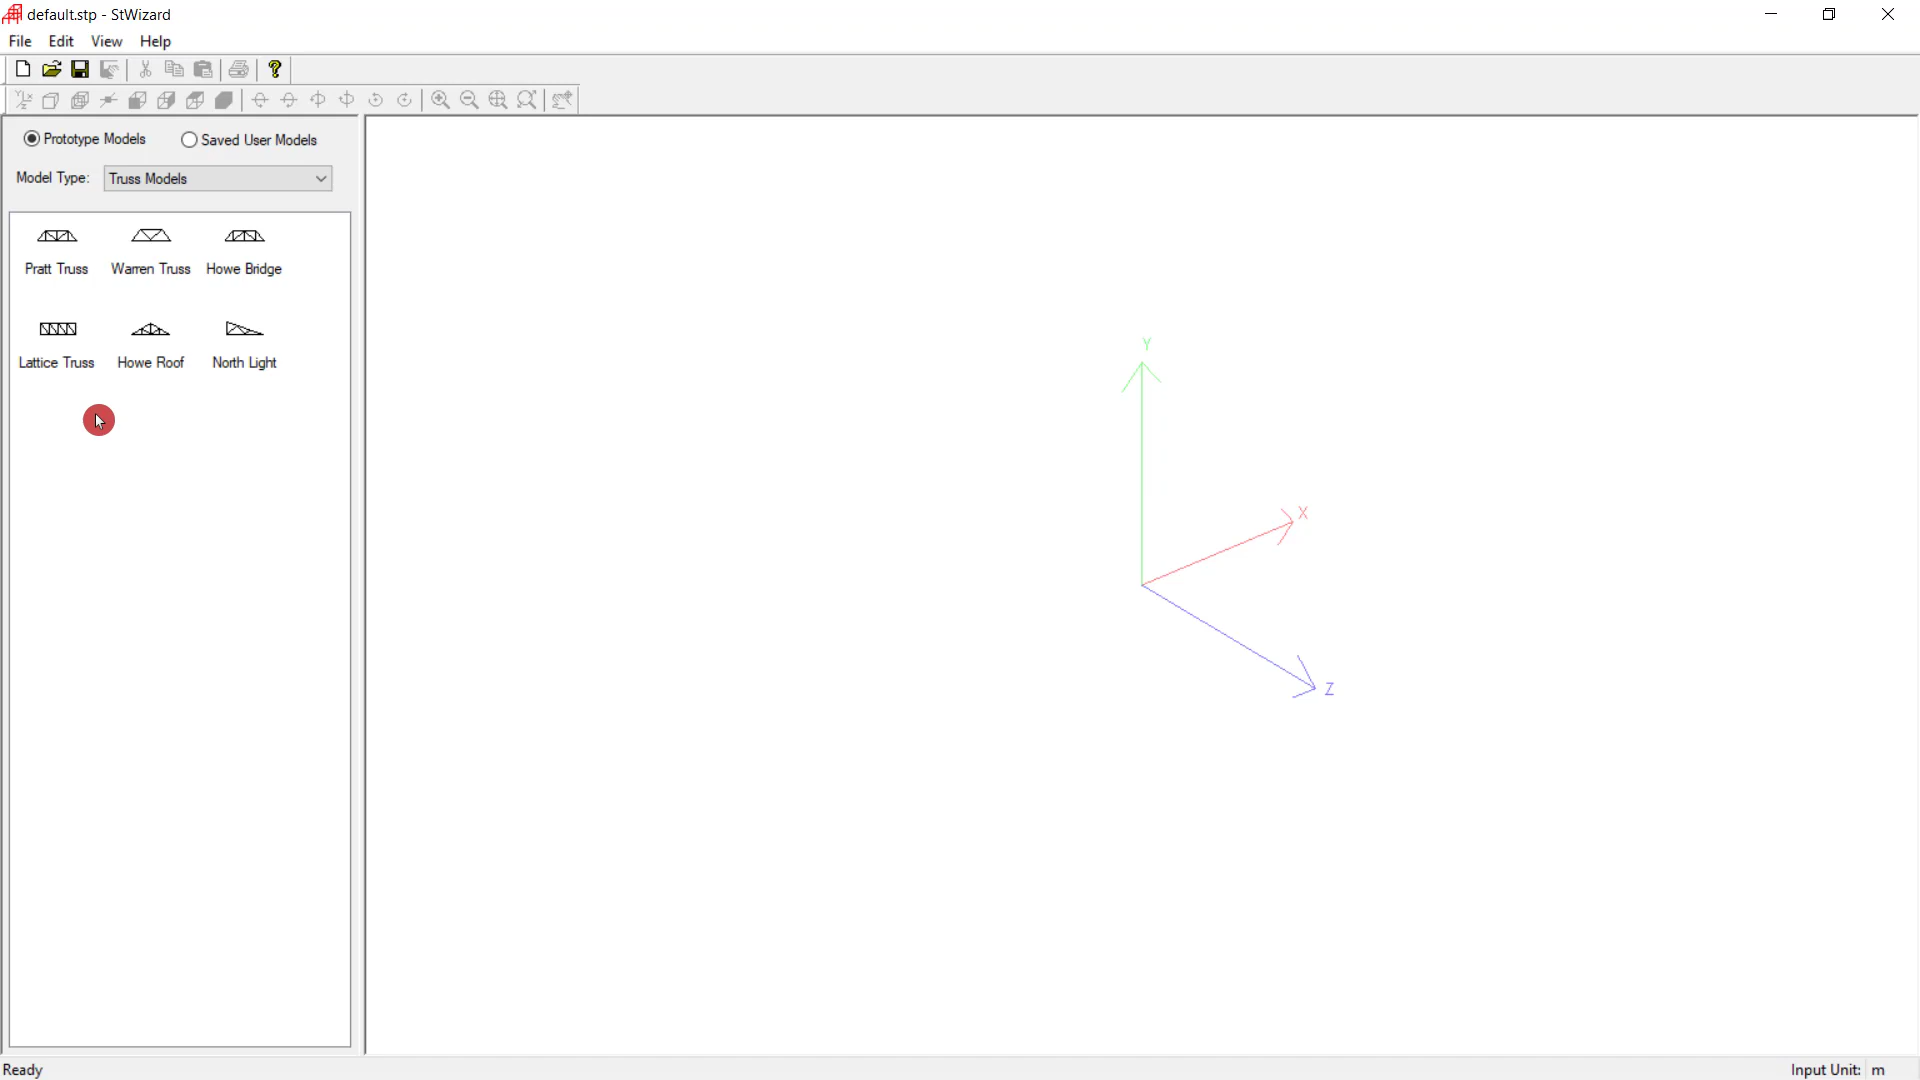 default.stp - StWizard
File Edit View Help
Prototype Models Saved User Models
Model Type: Truss Models
Pratt Truss Warren Truss Howe Bridge
Lattice Truss Howe Roof North Light
Y
X
Z
Ready Input Unit: m